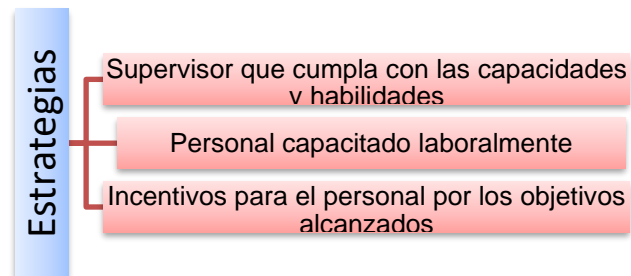 Estrategias
Supervisor que cumpla con las capacidades
y habilidades
Personal capacitado laboralmente
Incentivos para el personal por los objetivos
alcanzados